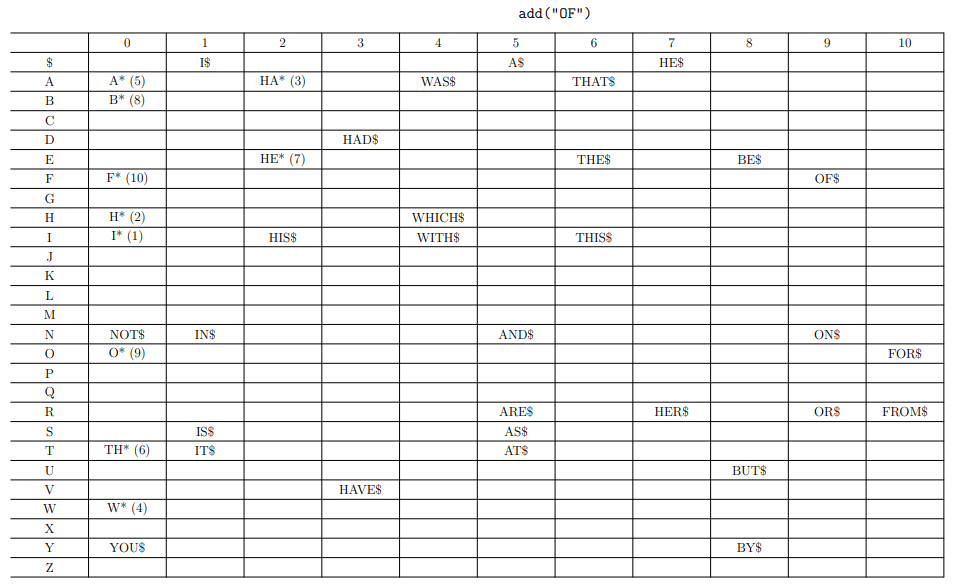 add("OF")
0 1 2 3 4 5 6 7 8 9 10
$ I$ A$ HE$
A A* (5) HA* (3) WAS$ THAT$
B B* (8)
C
D HAD$
E HE* (7) THE$ BE$
F F* (10) OF$
G
H H* (2) WHICH$
I I* (1) HIS$ WITH$ THIS$
J
K
L
M
N NOT$ IN$ AND$ ON$
O O* (9) FOR$
P
Q
R ARE$ HER$ OR$ FROM$
S IS$ AS$
T TH* (6) IT$ AT$
U BUT$
V HAVE$
W W* (4)
X
Y YOU$ BY$
Z